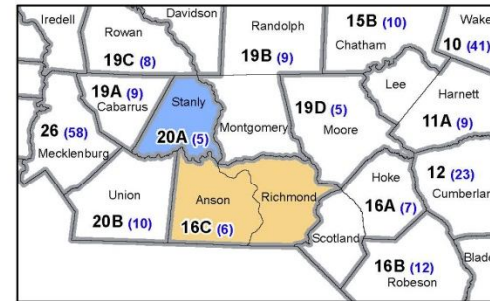 Iredell
Davidson
Rowan
19C (8)
Randolph
19B (9)
15B (10)
Chatham
Wake
10 (41)
19A (9)
Cabarrus
Stanly
20A (5)
Montgomery
19D (5)
Moore
Lee
Harnett
11A (9)
26 (58)
Mecklenburg
Union
20B (10)
Anson
16C (6)
Richmond
Hoke
16A (7)
Scotland
12 (23)
Cumberlan
16B (12)
Robeson
Blade